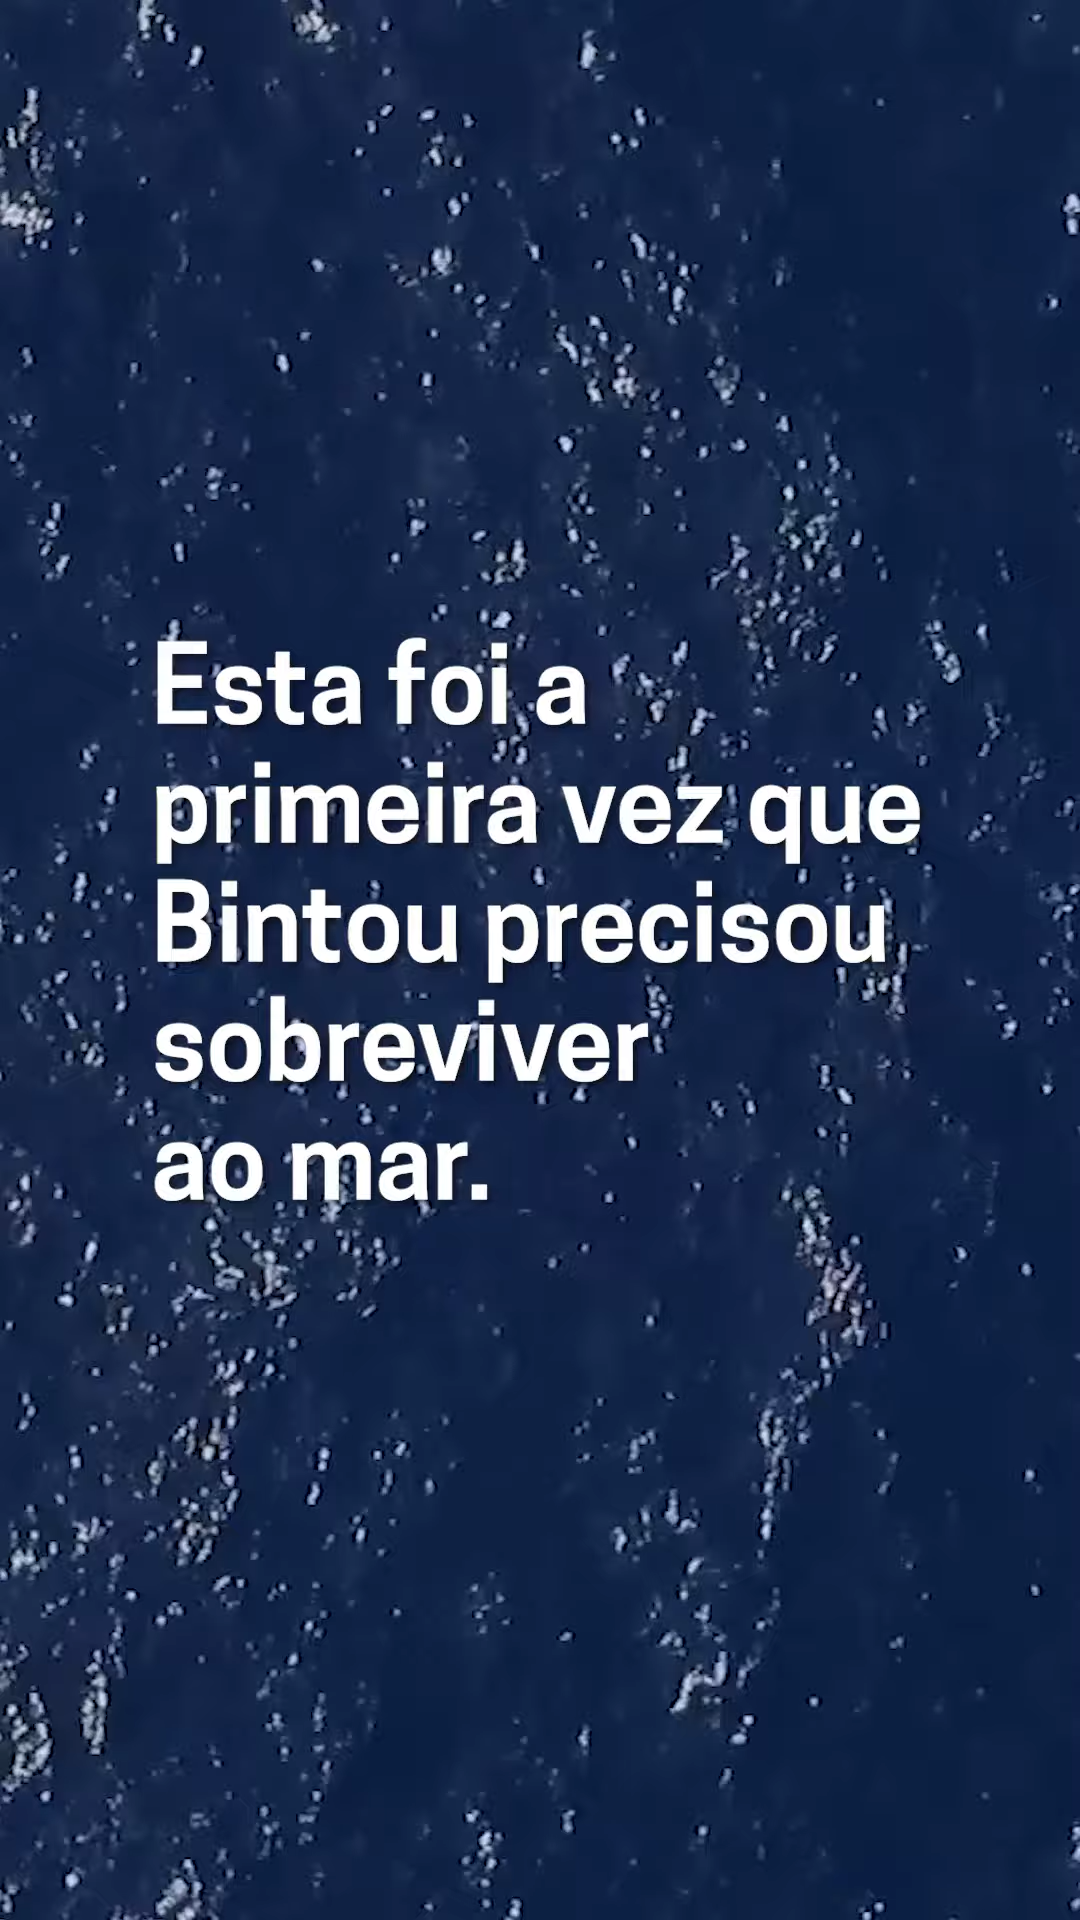 Esta foi a
primeira vez que
Bintou precisou
sobreviver
ao mar.